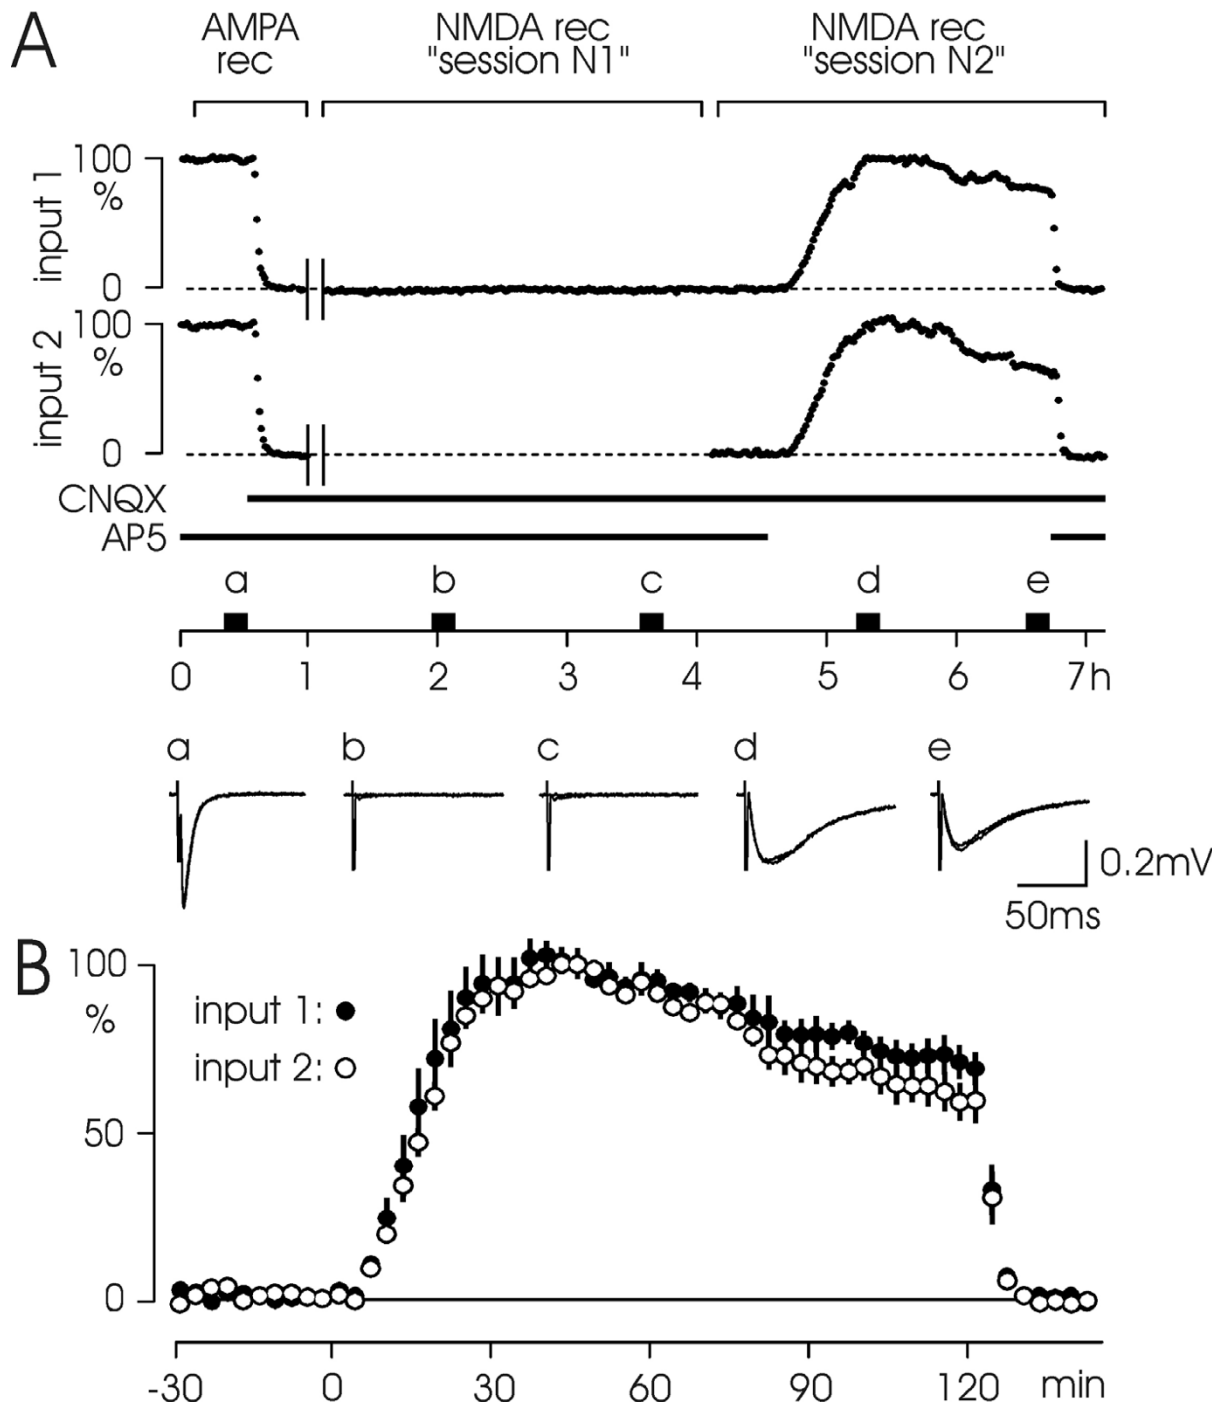 A
AMPA rec
NMDA rec "session N1"
NMDA rec "session N2"
input 1
100
%
0
input 2
100
%
0
CNQX
AP5
a b c d e
0 1 2 3 4 5 6 7h
a b c d e
0.2mV
50ms
B
100
%
50
0
input 1:
input 2:
-30 0 30 60 90 120 min